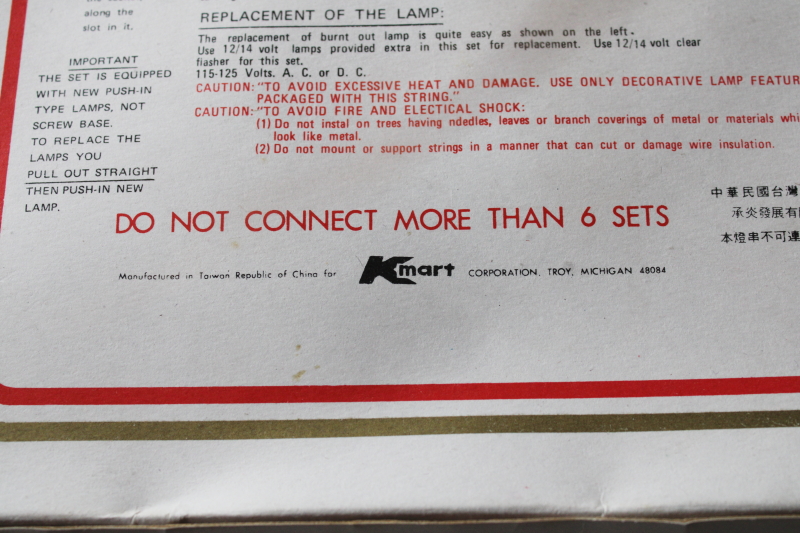 along the
slot in it.
IMPORTANT
THE SET IS EQUIPPED
WITH NEW PUSH-IN
TYPE LAMPS, NOT
SCREW BASE.
TO REPLACE THE
LAMPS YOU
PULL OUT STRAIGHT
THEN PUSH-IN NEW
LAMP.
REPLACEMENT OF THE LAMP:
The replacement of burnt out lamp is quite easy as shown on the left.
Use 12/14 volt lamps provided extra in this set for replacement. Use 12/14 volt clear
flasher for this set.
115-125 Volts. A. C. or D. C.
CAUTION:"TO AVOID EXCESSIVE HEAT AND DAMAGE. USE ONLY DECORATIVE LAMP FEATUR
PACKAGED WITH THIS STRING."
CAUTION:"TO AVOID FIRE AND ELECTICAL SHOCK:
(1) Do not instal on trees having ndedles, leaves or branch coverings of metal or materials whi
look like metal.
(2) Do not mount or support strings in a manner that can cut or damage wire insulation.
DO NOT CONNECT MORE THAN 6 SETS
中華民國台灣
承炎發展有
本燈串不可連
Manufactured in Taiwan Republic of China for Kmart CORPORATION, TROY, MICHIGAN 48084